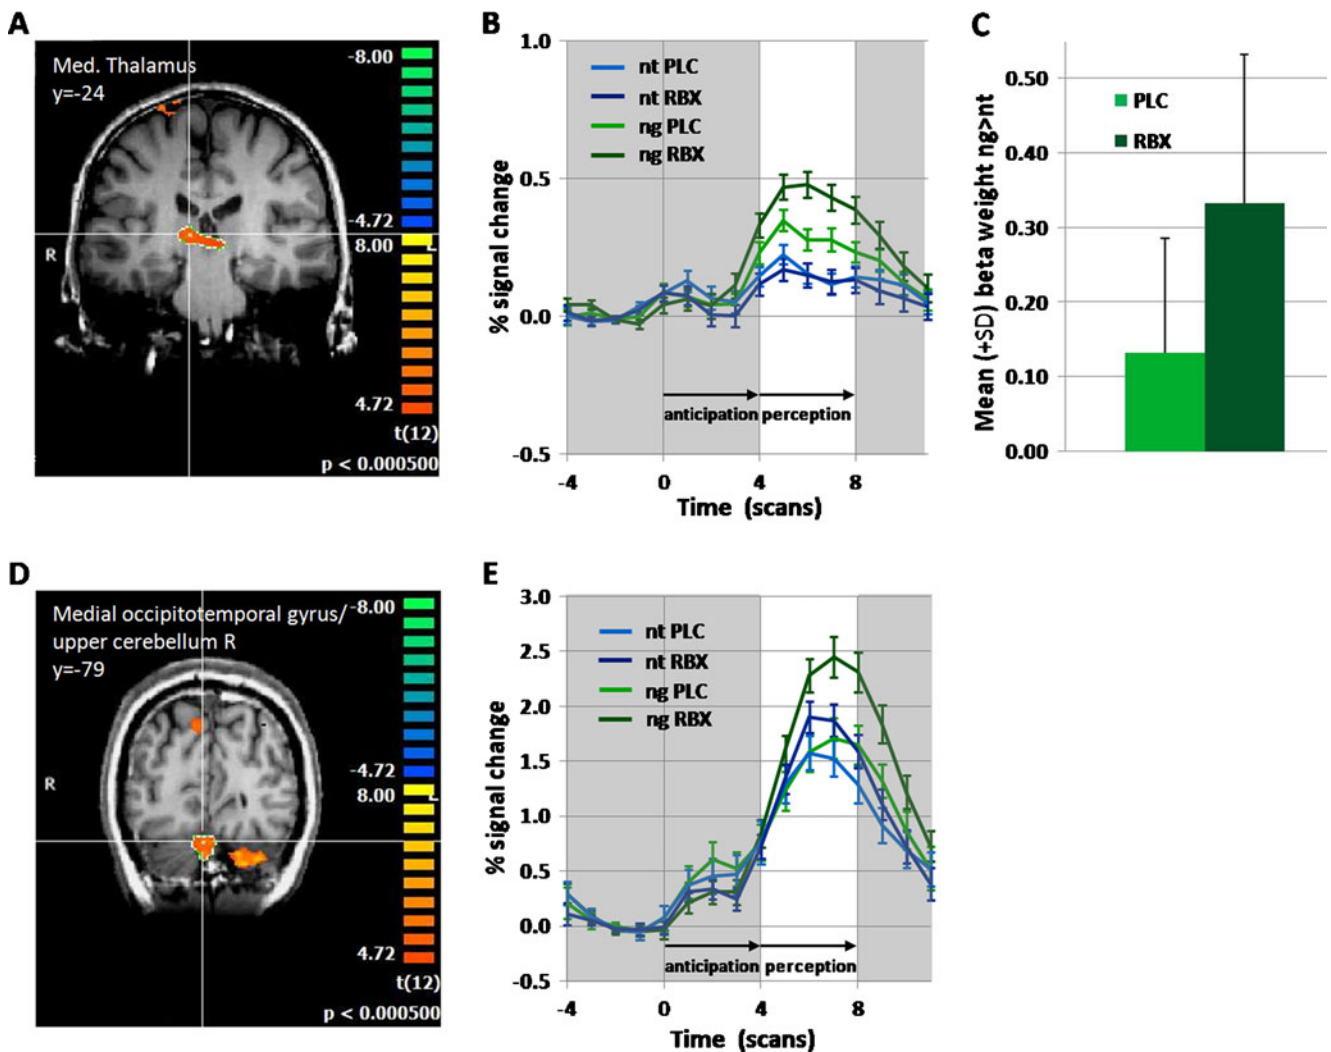 A
Med. Thalamus
y=-24
R
L
-8.00
-4.72
8.00
4.72
t(12)
p < 0.000500
B
% signal change
1.0
0.5
0.0
-0.5
nt PLC
nt RBX
ng PLC
ng RBX
anticipation
perception
-4
0
4
8
Time (scans)
C
Mean (+SD) beta weight ng>nt
0.50
0.40
0.30
0.20
0.10
0.00
PLC
RBX
D
Medial occipitotemporal gyrus/
upper cerebellum R
y=-79
R
L
-8.00
-4.72
8.00
4.72
t(12)
p < 0.000500
E
% signal change
3.0
2.5
2.0
1.5
1.0
0.5
0.0
-0.5
nt PLC
nt RBX
ng PLC
ng RBX
anticipation
perception
-4
0
4
8
Time (scans)